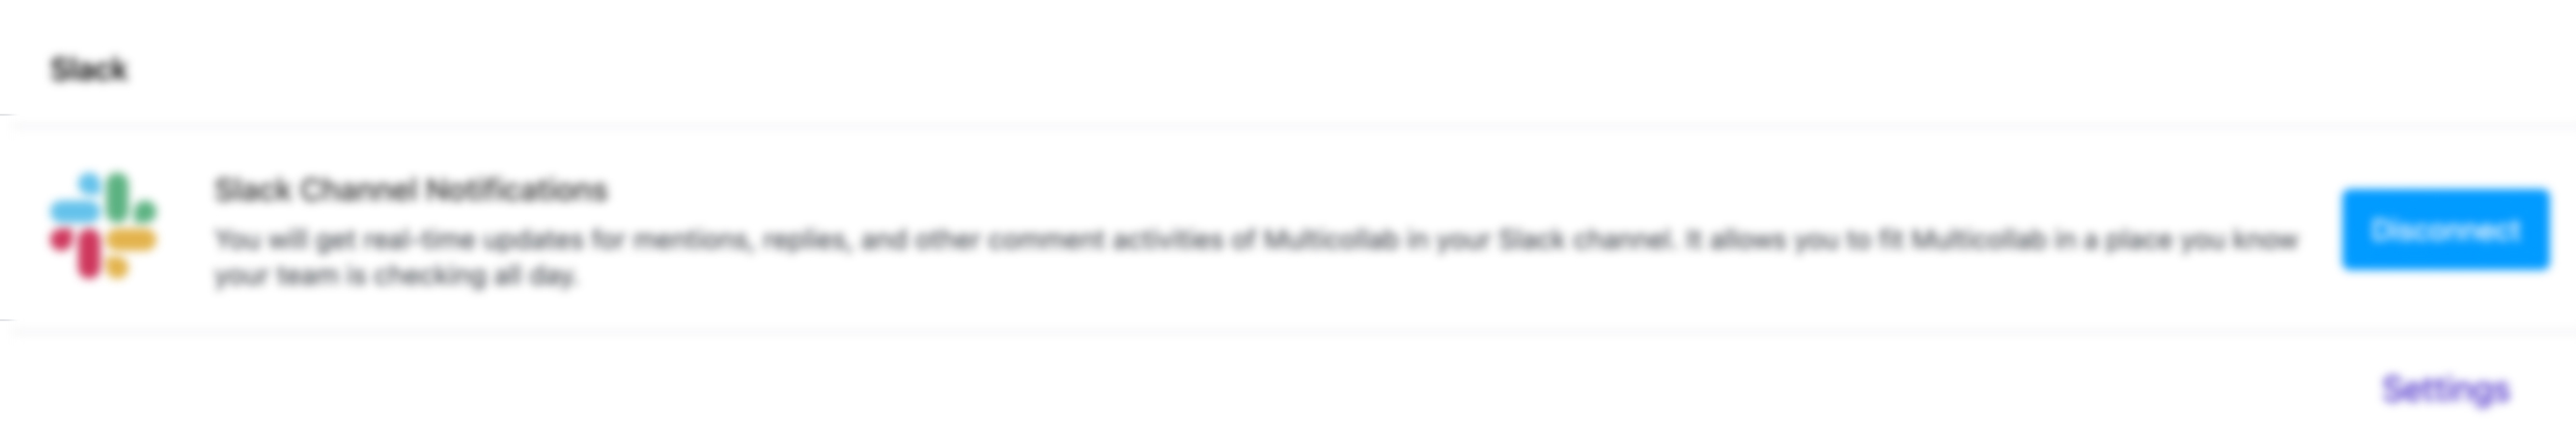 Slack
Slack Channel Notifications
You will get real-time updates for mentions, replies, and other comment activities of Multicollab in your Slack channel. It allows you to fit Multicollab in a place you know
your team is checking all day.
Disconnect
Settings